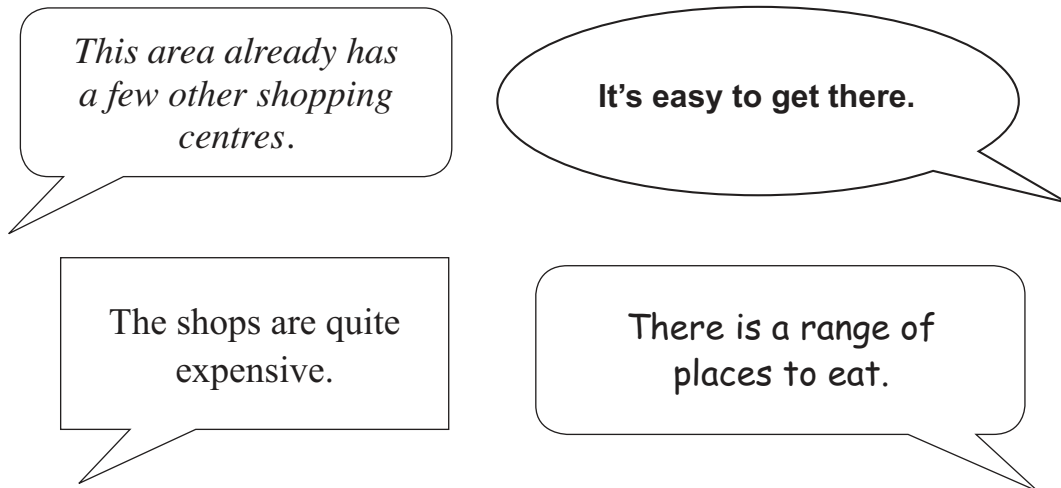 This area already has
a few other shopping
centres.
It's easy to get there.
The shops are quite
expensive.
There is a range of
places to eat.